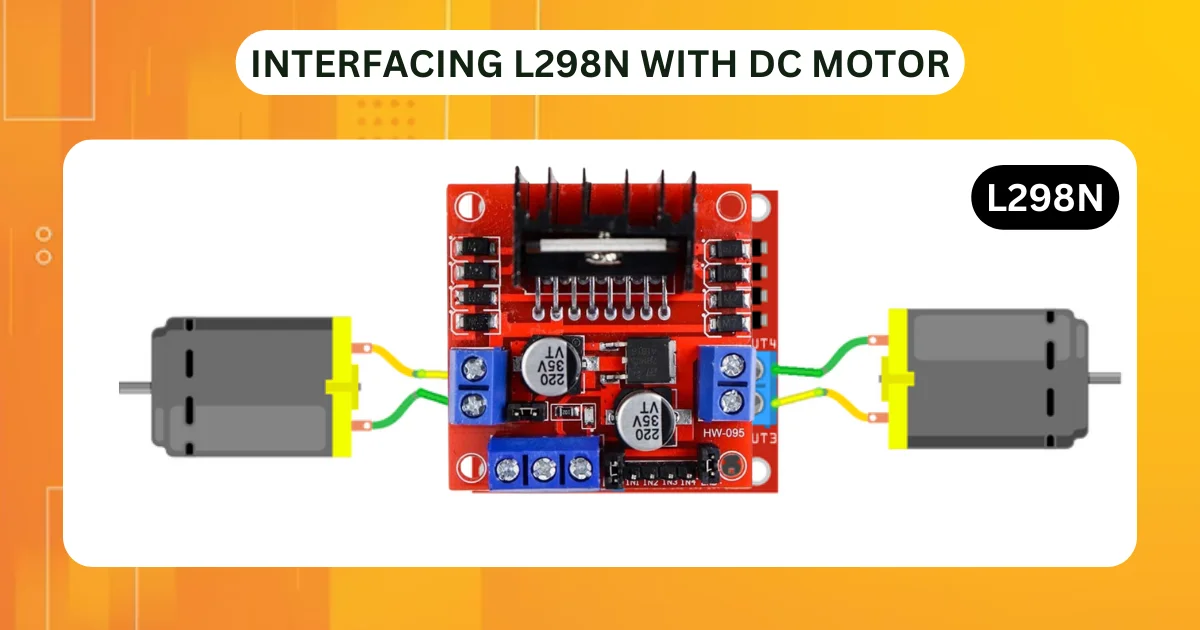 INTERFACING L298N WITH DC MOTOR
L298N
UT4
220
35V
VT
220
35V
VT
HW-095
UT3
IN1 IN2 IN3 IN4